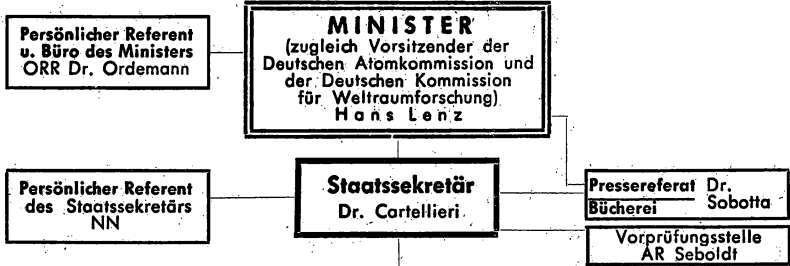 Persönlicher Referent
u. Büro des Ministers
ORR Dr. Ordemann
MINISTER
(zugleich Vorsitzender der
Deutschen Atomkommission und
der Deutschen Kommission
für Weltraumforschung)
Hans Lenz
Persönlicher Referent
des Staatssekretärs
NN
Staatssekretär
Dr. Cartellieri
Pressereferat Dr.
Bücherei Sobotta
Vorprüfungsstelle
AR Seboldt